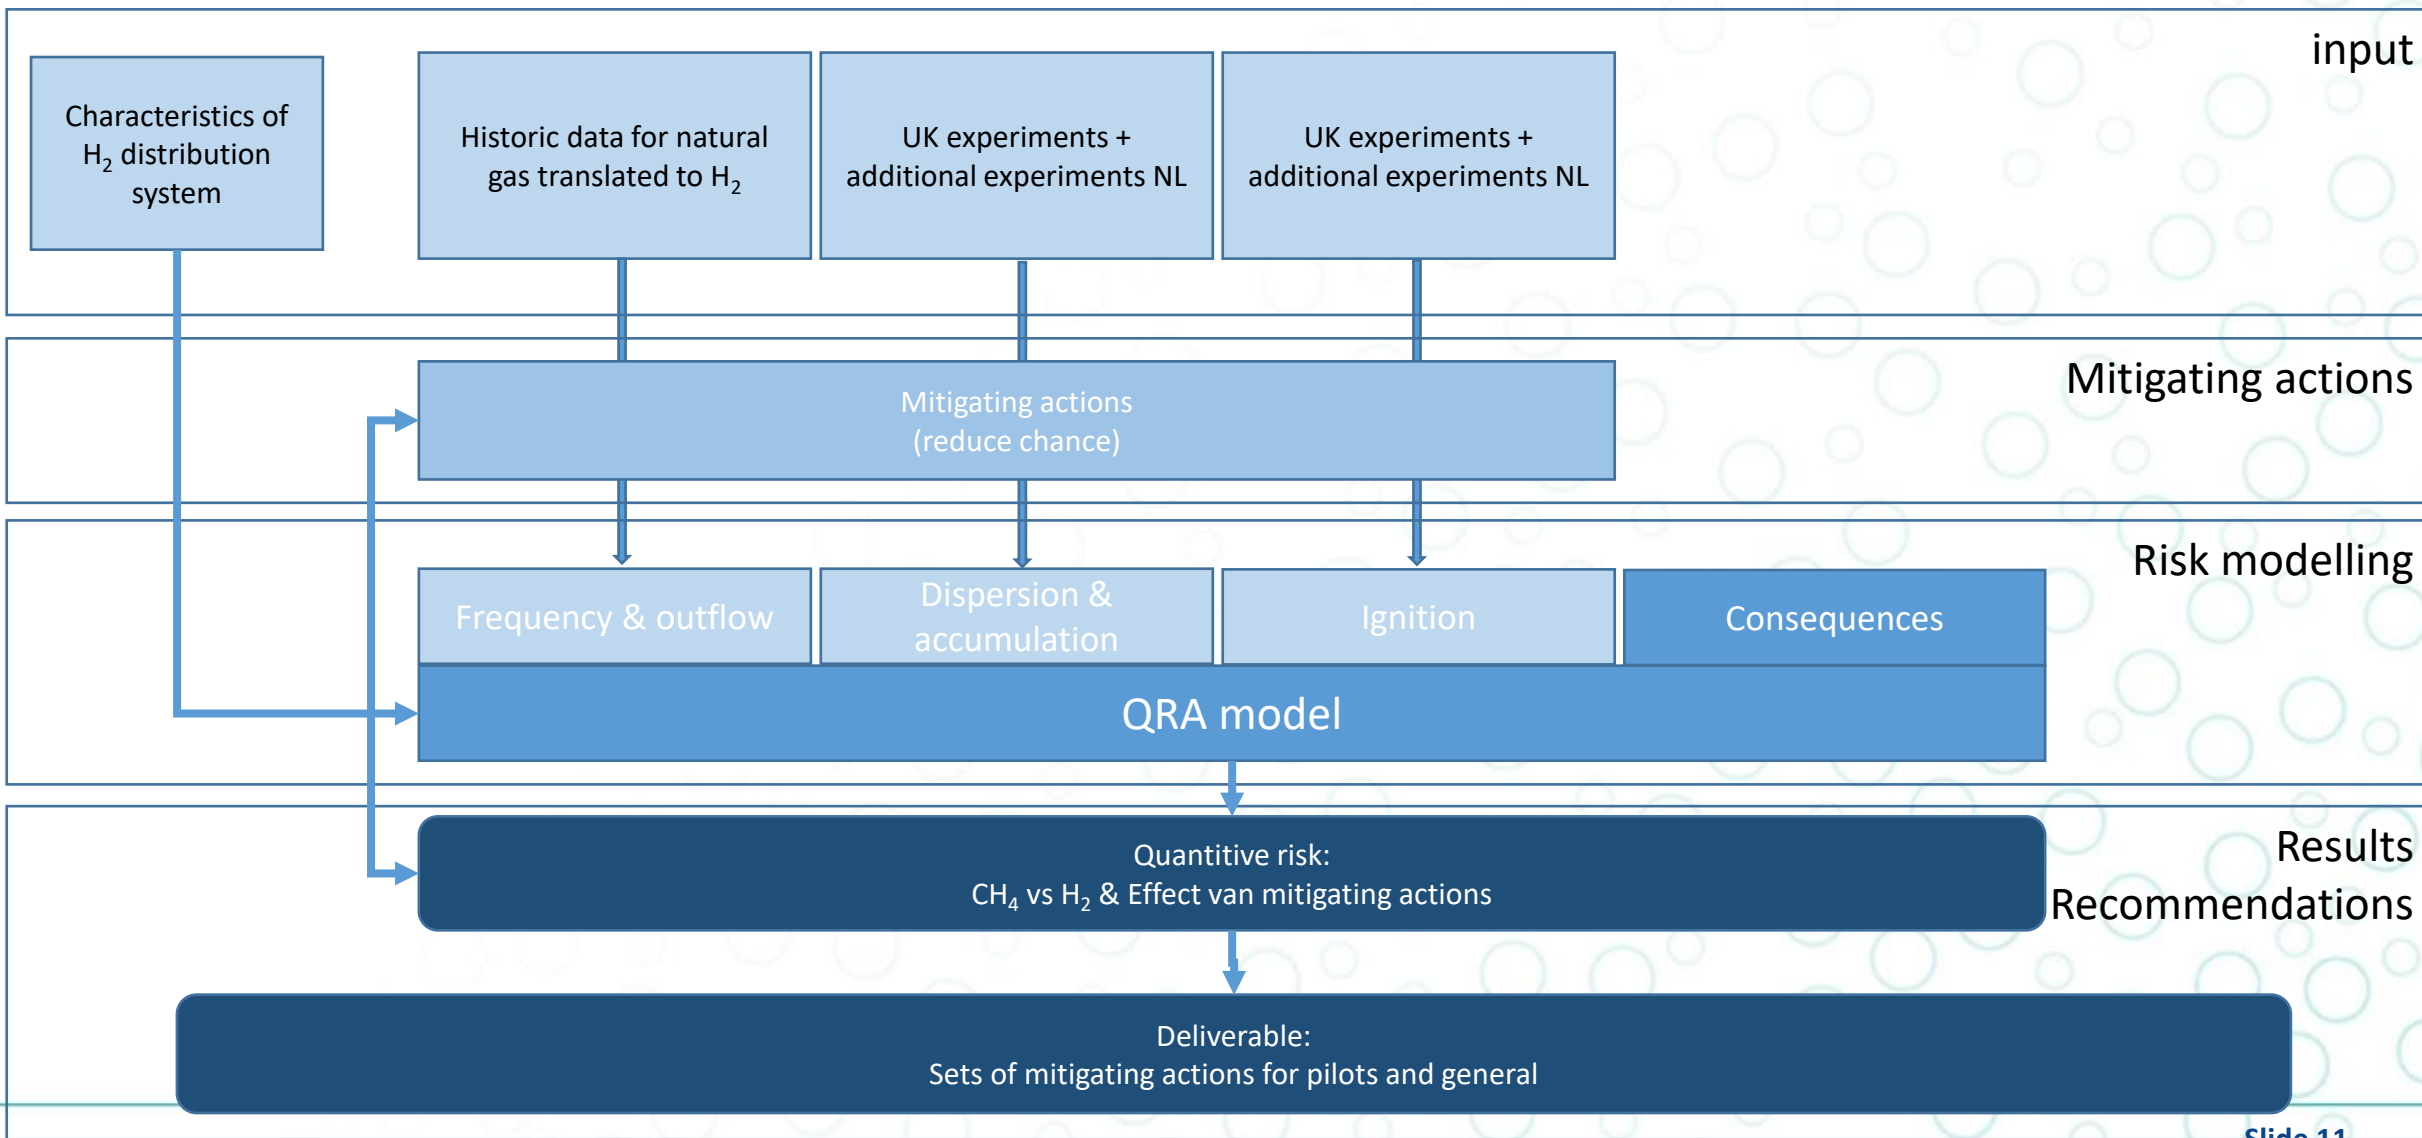 input
Characteristics of
H₂ distribution
system
Historic data for natural
gas translated to H₂
UK experiments +
additional experiments NL
UK experiments +
additional experiments NL
Mitigating actions
Mitigating actions
(reduce chance)
Risk modelling
Frequency & outflow
Dispersion &
accumulation
Ignition
Consequences
QRA model
Results
Recommendations
Quantitive risk:
CH₄ vs H₂ & Effect van mitigating actions
Deliverable:
Sets of mitigating actions for pilots and general
Slide 11